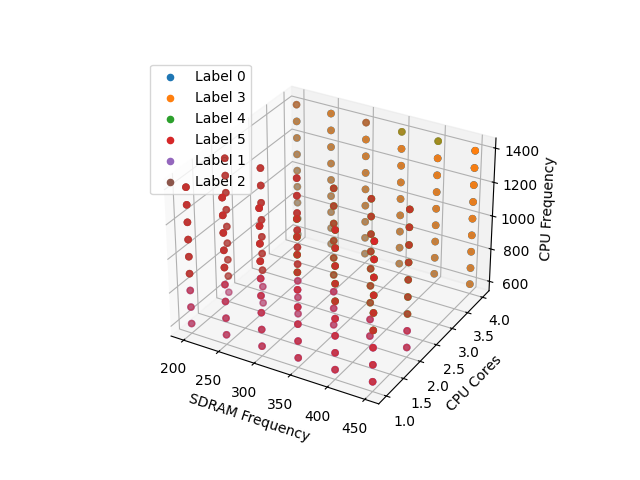 Label 0
Label 3
Label 4
Label 5
Label 1
Label 2
200
250
300
350
400
450
SDRAM Frequency
1.0
1.5
2.0
2.5
3.0
3.5
4.0
CPU Cores
600
800
1000
1200
1400
CPU Frequency